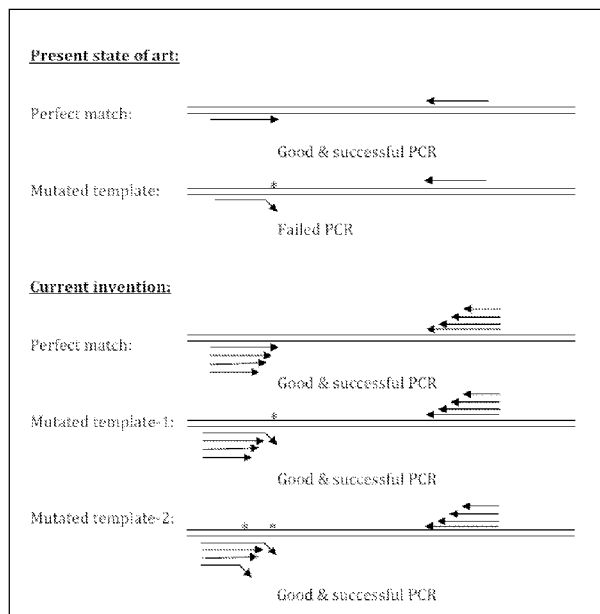 Present state of art:
Perfect match:
Good & successful PCR
Mutated template:
*
Failed PCR
Current invention:
Perfect match:
Good & successful PCR
Mutated template-1:
*
Good & successful PCR
Mutated template-2:
* *
Good & successful PCR